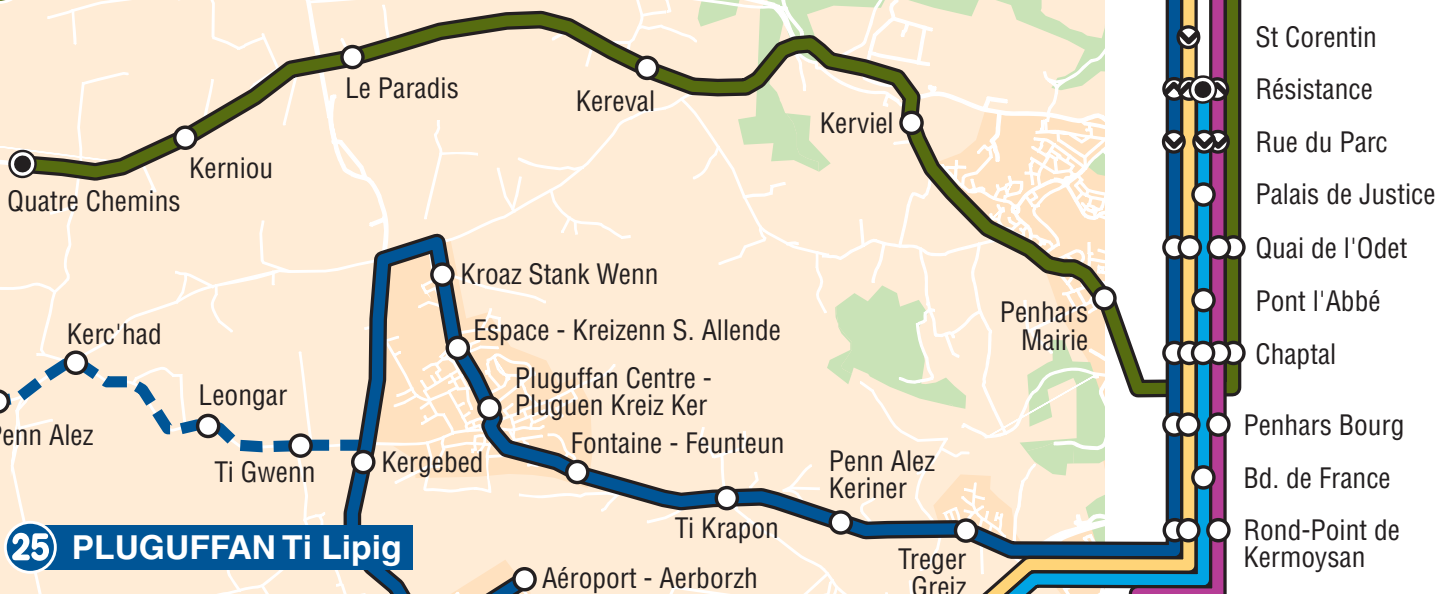 St Corentin
Résistance
Rue du Parc
Palais de Justice
Quai de l'Odet
Pont l'Abbé
Chaptal
Penhars Bourg
Bd. de France
Rond-Point de
Kermoysan
Le Paradis
Kereval
Kerviel
Kerniou
Quatre Chemins
Kroaz Stank Wenn
Penhars
Mairie
Espace - Kreizenn S. Allende
Kerc'had
Pluguffan Centre -
Pluguen Kreiz Ker
Leongar
Penn Alez
Fontaine - Feunteun
Ti Gwenn
Kergebed
Penn Alez
Keriner
Ti Krapon
25 PLUGUFFAN Ti Lipig
Treger
Greiz
Aéroport - Aerborzh